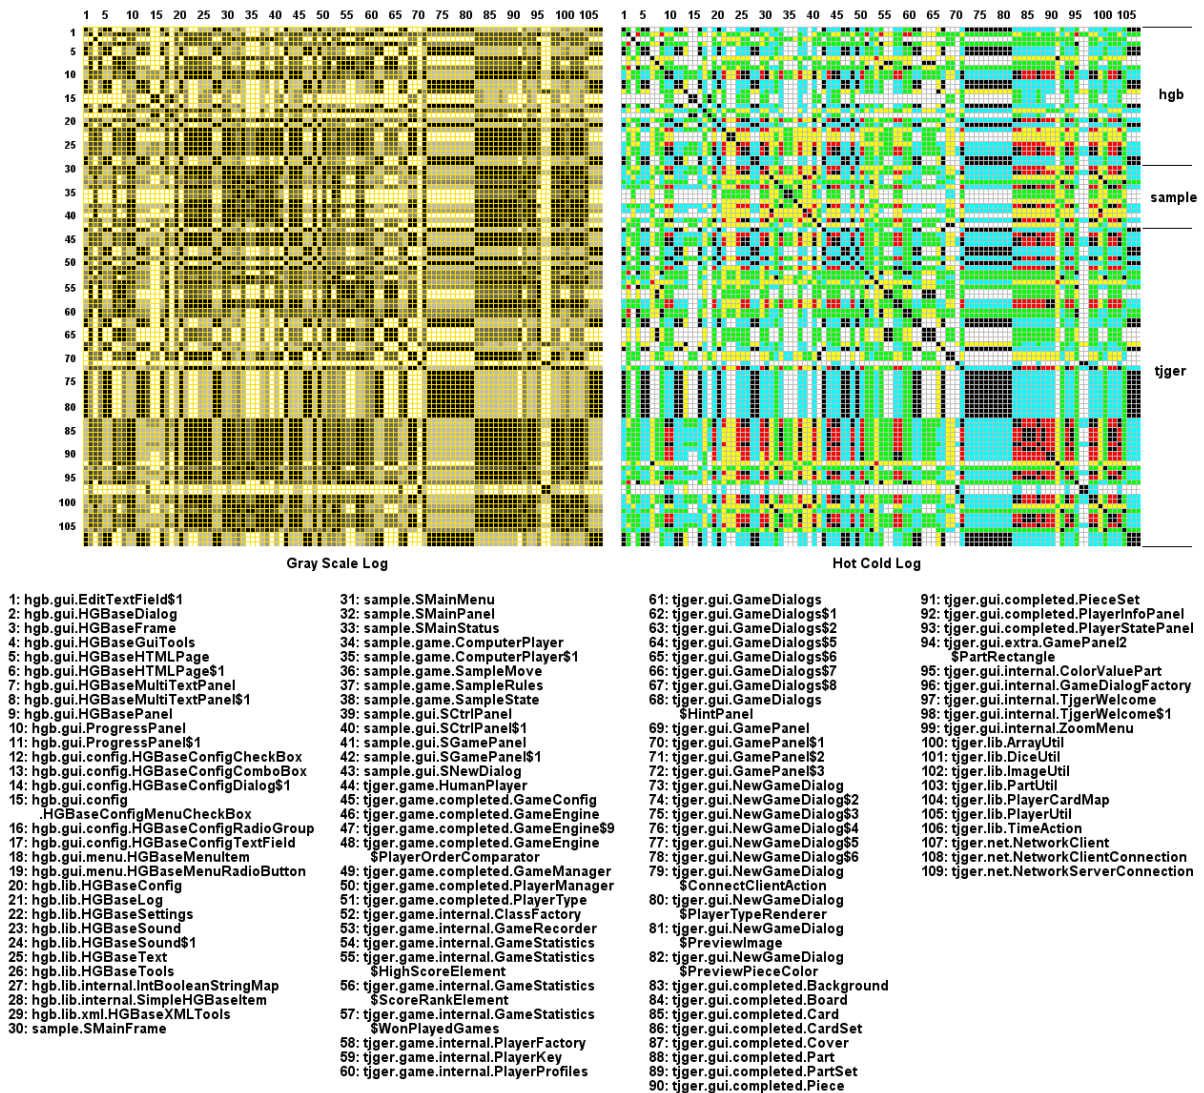 1 5 10 15 20 25 30 35 40 45 50 55 60 65 70 75 80 85 90 95 100 105
1 5 10 15 20 25 30 35 40 45 50 55 60 65 70 75 80 85 90 95 100 105
1
5
10
15
20
25
30
35
40
45
50
55
60
65
70
75
80
85
90
95
100
105
hgb
sample
tjger
Gray Scale Log
Hot Cold Log
1: hgb.gui.EditTextField$1
2: hgb.gui.HGBaseDialog
3: hgb.gui.HGBaseFrame
4: hgb.gui.HGBaseGuiTools
5: hgb.gui.HGBaseHTMLPage
6: hgb.gui.HGBaseHTMLPage$1
7: hgb.gui.HGBaseMultiTextPanel
8: hgb.gui.HGBaseMultiTextPanel$1
9: hgb.gui.HGBasePanel
10: hgb.gui.ProgressPanel
11: hgb.gui.ProgressPanel$1
12: hgb.gui.config.HGBaseConfigCheckBox
13: hgb.gui.config.HGBaseConfigComboBox
14: hgb.gui.config.HGBaseConfigDialog$1
15: hgb.gui.config
.HGBaseConfigMenuCheckBox
16: hgb.gui.config.HGBaseConfigRadioGroup
17: hgb.gui.config.HGBaseConfigTextField
18: hgb.gui.menu.HGBaseMenuItem
19: hgb.gui.menu.HGBaseMenuRadioButton
20: hgb.lib.HGBaseConfig
21: hgb.lib.HGBaseLog
22: hgb.lib.HGBaseSettings
23: hgb.lib.HGBaseSound
24: hgb.lib.HGBaseSound$1
25: hgb.lib.HGBaseText
26: hgb.lib.HGBaseTools
27: hgb.lib.internal.IntBooleanStringMap
28: hgb.lib.internal.SimpleHGBaseItem
29: hgb.lib.xml.HGBaseXMLTools
30: sample.SMainFrame
31: sample.SMainMenu
32: sample.SMainPanel
33: sample.SMainStatus
34: sample.game.ComputerPlayer
35: sample.game.ComputerPlayer$1
36: sample.game.SampleMove
37: sample.game.SampleRules
38: sample.game.SampleState
39: sample.gui.SCtrlPanel
40: sample.gui.SCtrlPanel$1
41: sample.gui.SGamePanel
42: sample.gui.SGamePanel$1
43: sample.gui.SNewDialog
44: tjger.game.HumanPlayer
45: tjger.game.completed.GameConfig
46: tjger.game.completed.GameEngine
47: tjger.game.completed.GameEngine$9
48: tjger.game.completed.GameEngine
$PlayerOrderComparator
49: tjger.game.completed.GameManager
50: tjger.game.completed.PlayerManager
51: tjger.game.completed.PlayerType
52: tjger.game.internal.ClassFactory
53: tjger.game.internal.GameRecorder
54: tjger.game.internal.GameStatistics
55: tjger.game.internal.GameStatistics
$HighScoreElement
56: tjger.game.internal.GameStatistics
$ScoreRankElement
57: tjger.game.internal.GameStatistics
$WonPlayedGames
58: tjger.game.internal.PlayerFactory
59: tjger.game.internal.PlayerKey
60: tjger.game.internal.PlayerProfiles
61: tjger.gui.GameDialogs
62: tjger.gui.GameDialogs$1
63: tjger.gui.GameDialogs$2
64: tjger.gui.GameDialogs$5
65: tjger.gui.GameDialogs$6
66: tjger.gui.GameDialogs$7
67: tjger.gui.GameDialogs$8
68: tjger.gui.GameDialogs
$HintPanel
69: tjger.gui.GamePanel
70: tjger.gui.GamePanel$1
71: tjger.gui.GamePanel$2
72: tjger.gui.GamePanel$3
73: tjger.gui.NewGameDialog
74: tjger.gui.NewGameDialog$2
75: tjger.gui.NewGameDialog$3
76: tjger.gui.NewGameDialog$4
77: tjger.gui.NewGameDialog$5
78: tjger.gui.NewGameDialog$6
79: tjger.gui.NewGameDialog
$ConnectClientAction
80: tjger.gui.NewGameDialog
$PlayerTypeRenderer
81: tjger.gui.NewGameDialog
$PreviewImage
82: tjger.gui.NewGameDialog
$PreviewPieceColor
83: tjger.gui.completed.Background
84: tjger.gui.completed.Board
85: tjger.gui.completed.Card
86: tjger.gui.completed.CardSet
87: tjger.gui.completed.Cover
88: tjger.gui.completed.Part
89: tjger.gui.completed.PartSet
90: tjger.gui.completed.Piece
91: tjger.gui.completed.PieceSet
92: tjger.gui.completed.PlayerInfoPanel
93: tjger.gui.completed.PlayerStatePanel
94: tjger.gui.extra.GamePanel2
$PartRectangle
95: tjger.gui.internal.ColorValuePart
96: tjger.gui.internal.GameDialogFactory
97: tjger.gui.internal.TjgerWelcome
98: tjger.gui.internal.TjgerWelcome$1
99: tjger.gui.internal.ZoomMenu
100: tjger.lib.ArrayUtil
101: tjger.lib.DiceUtil
102: tjger.lib.ImageUtil
103: tjger.lib.PartUtil
104: tjger.lib.PlayerCardMap
105: tjger.lib.PlayerUtil
106: tjger.lib.TimeAction
107: tjger.net.NetworkClient
108: tjger.net.NetworkClientConnection
109: tjger.net.NetworkServerConnection